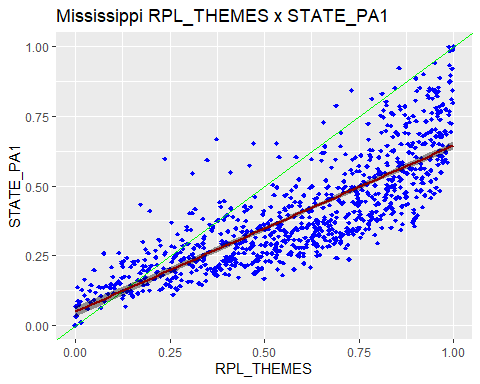 Mississippi RPL_THEMES x STATE_PA1
1.00
0.75
0.50
0.25
0.00
STATE_PA1
0.00 0.25 0.50 0.75 1.00
RPL_THEMES